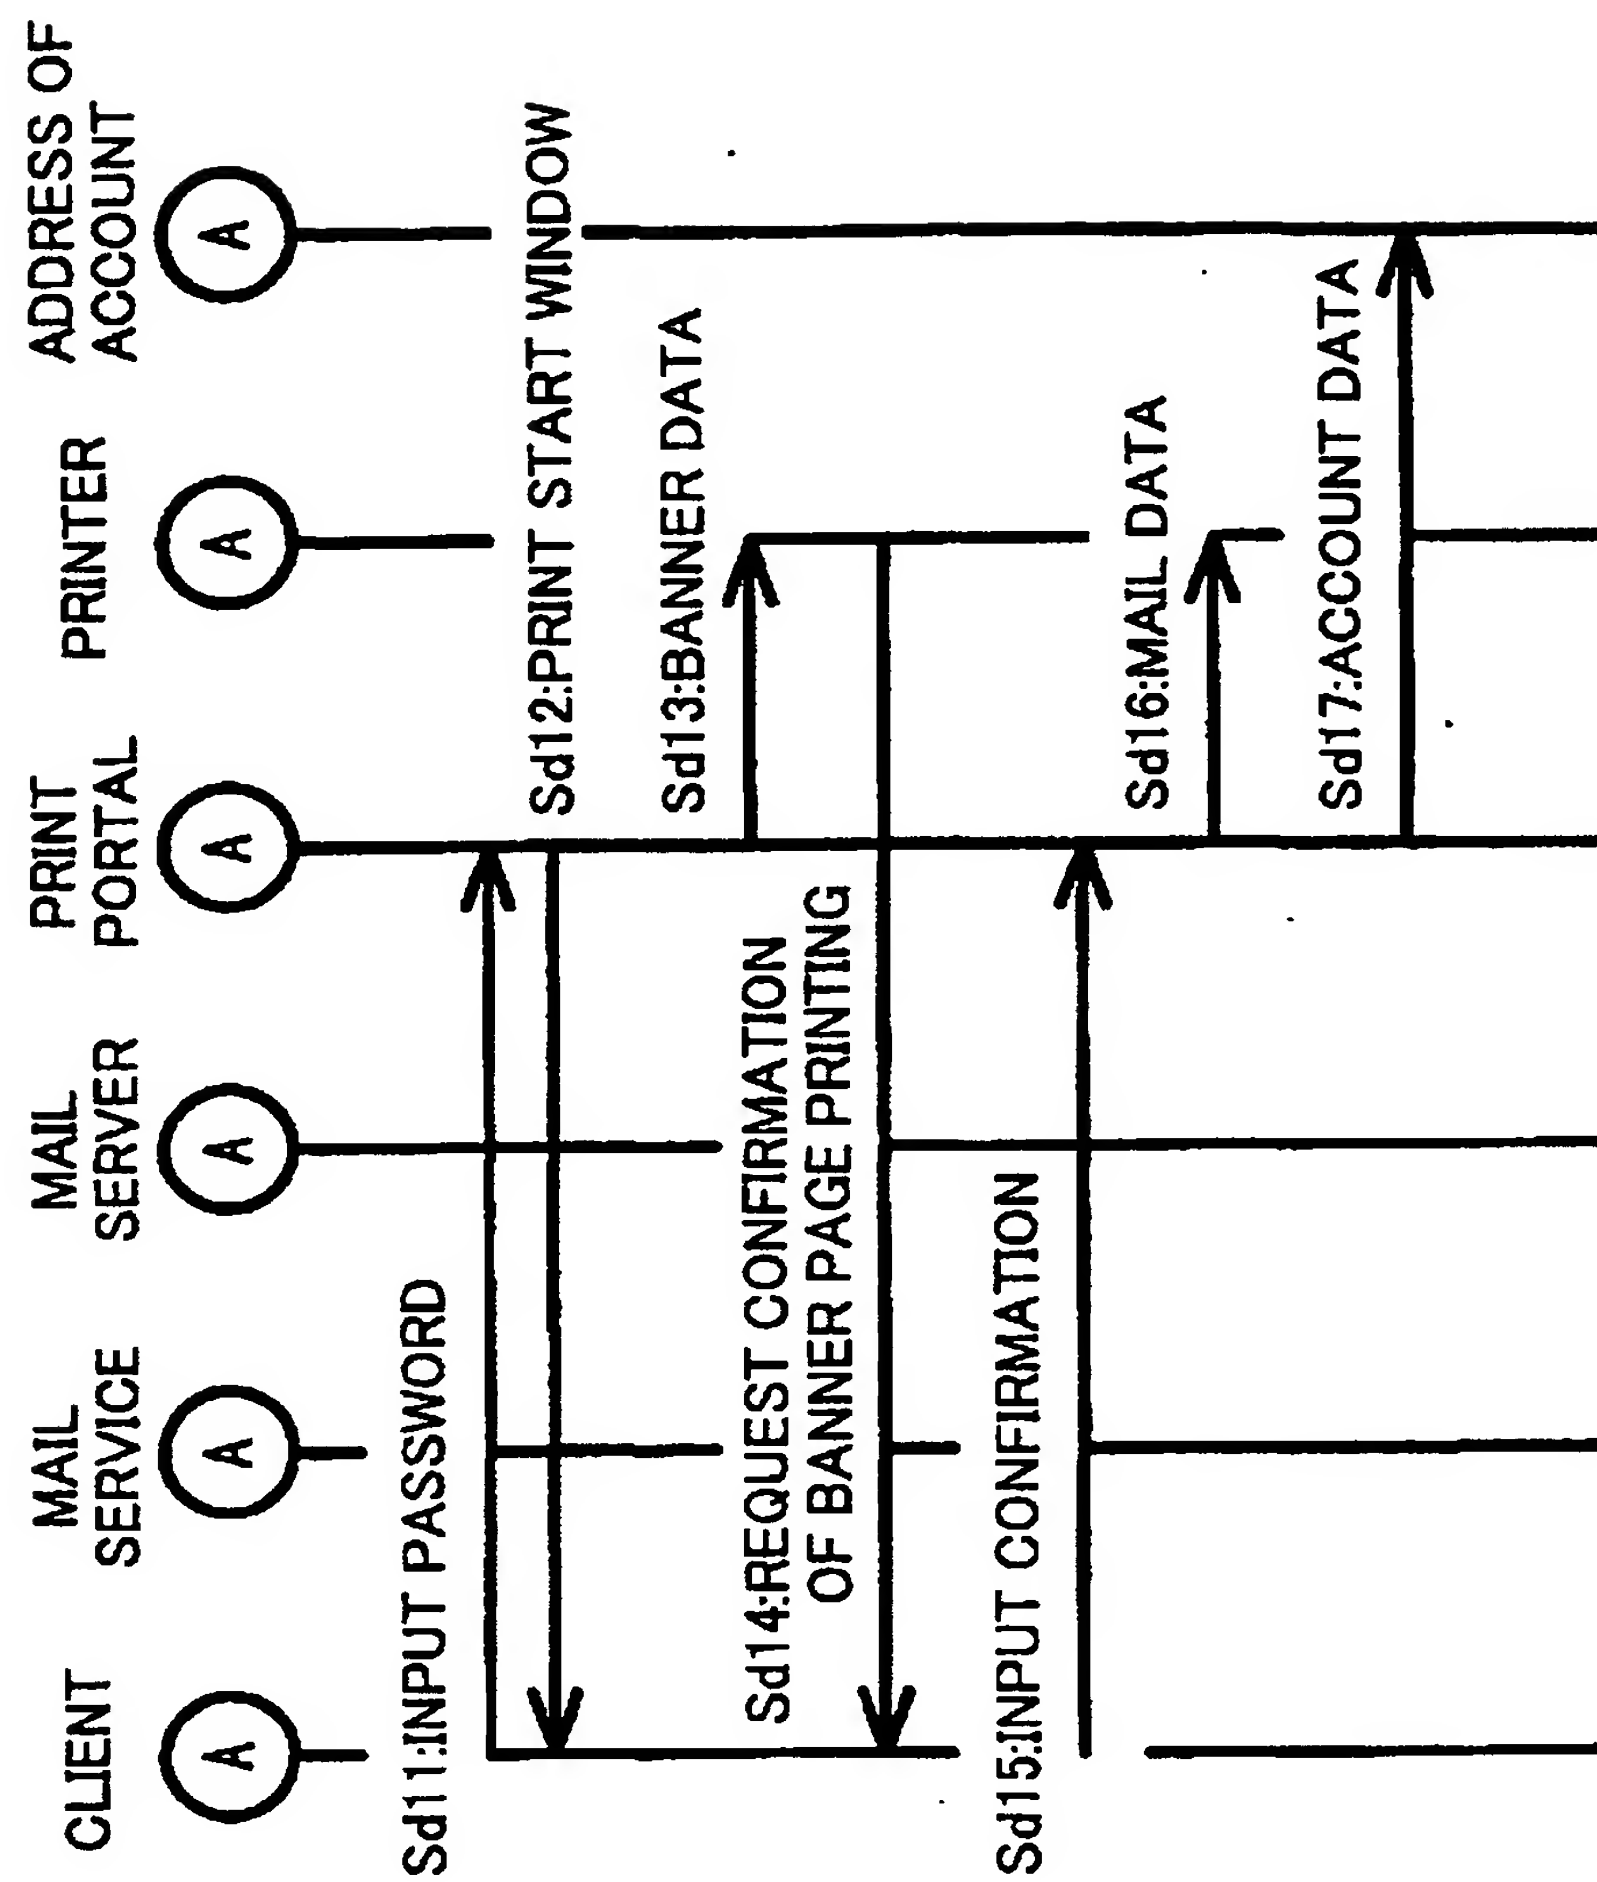 CLIENT
MAIL
SERVICE
MAIL
SERVER
PRINT
PORTAL
PRINTER
ADDRESS OF
ACCOUNT
A
A
A
A
A
A
Sd11:INPUT PASSWORD
Sd12:PRINT START WINDOW
Sd13:BANNER DATA
Sd14:REQUEST CONFIRMATION
OF BANNER PAGE PRINTING
Sd15:INPUT CONFIRMATION
Sd16:MAIL DATA
Sd17:ACCOUNT DATA